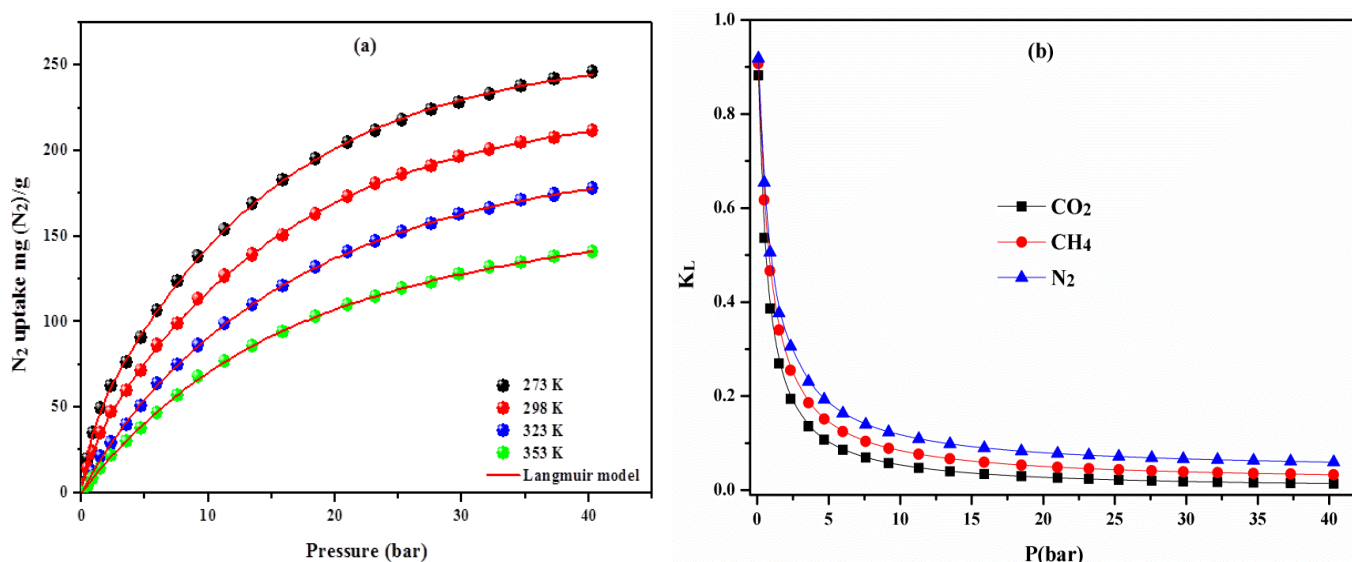 (a)
N₂ uptake mg (N₂)/g
250
200
150
100
50
0
0 10 20 30 40
Pressure (bar)
273 K
298 K
323 K
353 K
Langmuir model
(b)
K_L
1.0
0.8
0.6
0.4
0.2
0.0
0 5 10 15 20 25 30 35 40
P(bar)
CO₂
CH₄
N₂